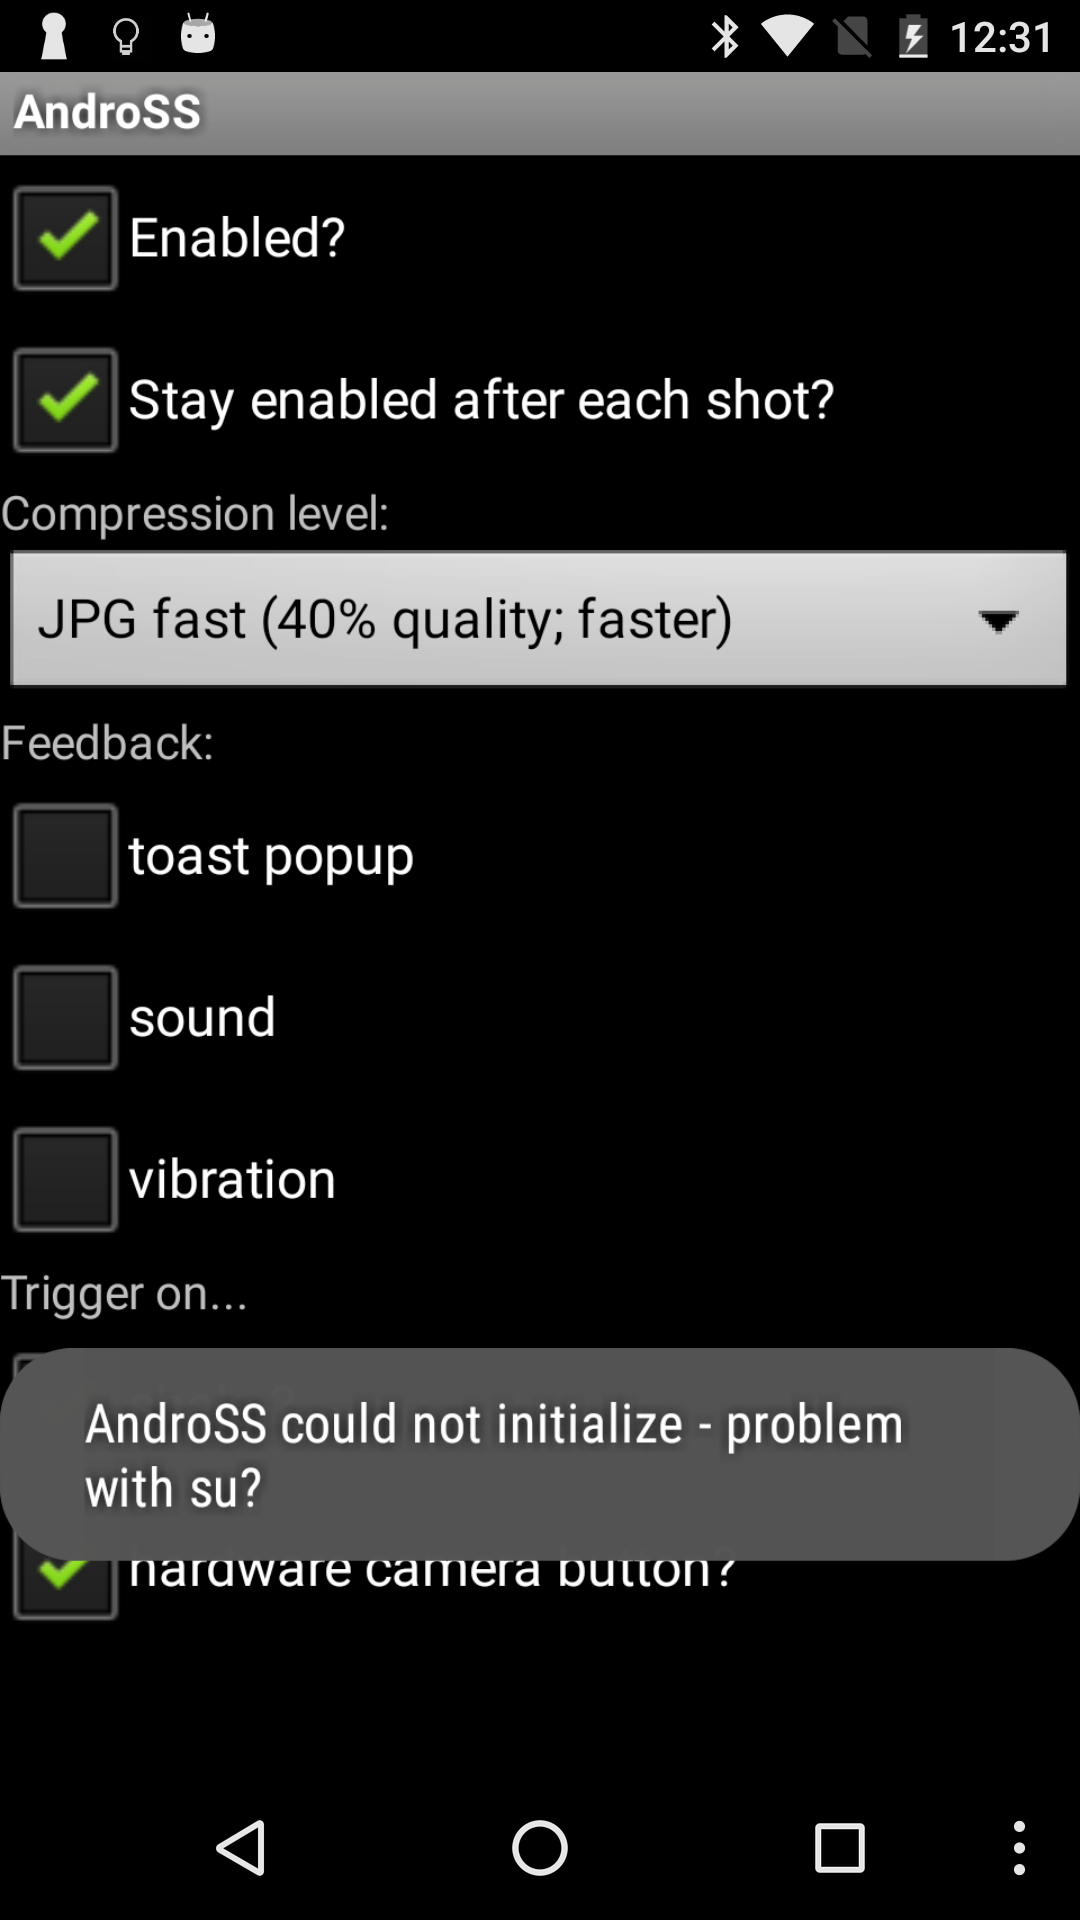 12:31
AndroSS
Enabled?
Stay enabled after each shot?
Compression level:
JPG fast (40% quality; faster)
Feedback:
toast popup
sound
vibration
Trigger on...
AndroSS could not initialize - problem
with su?
hardware camera button?